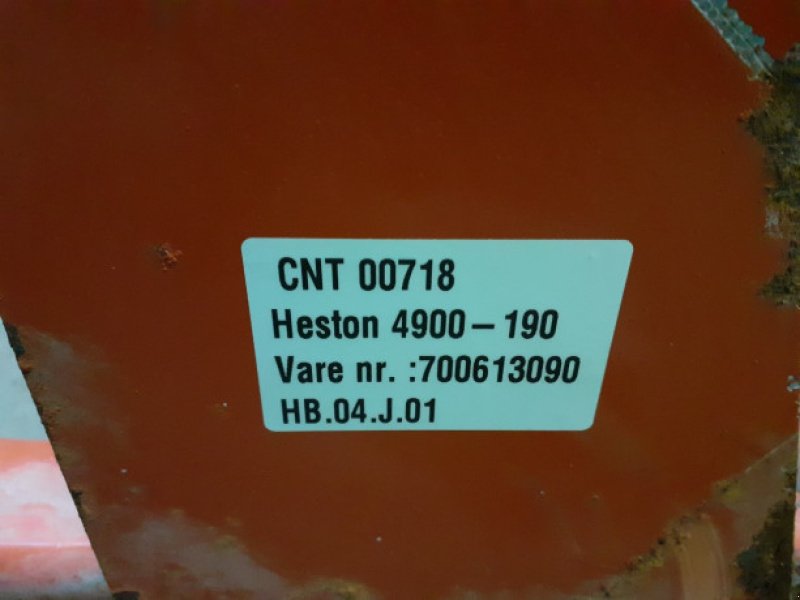 CNT 00718
Heston 4900-190
Vare nr. :700613090
HB.04.J.01